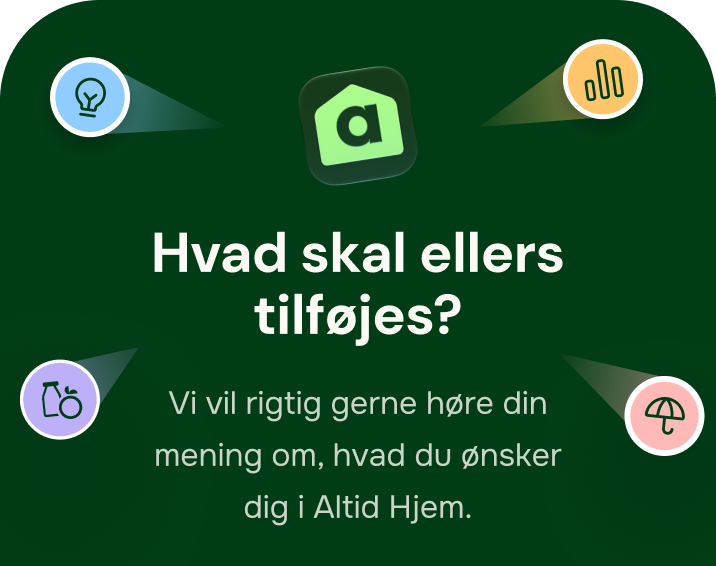 a
Hvad skal ellers
tilføjes?
Vi vil rigtig gerne høre din
mening om, hvad du ønsker
dig i Altid Hjem.